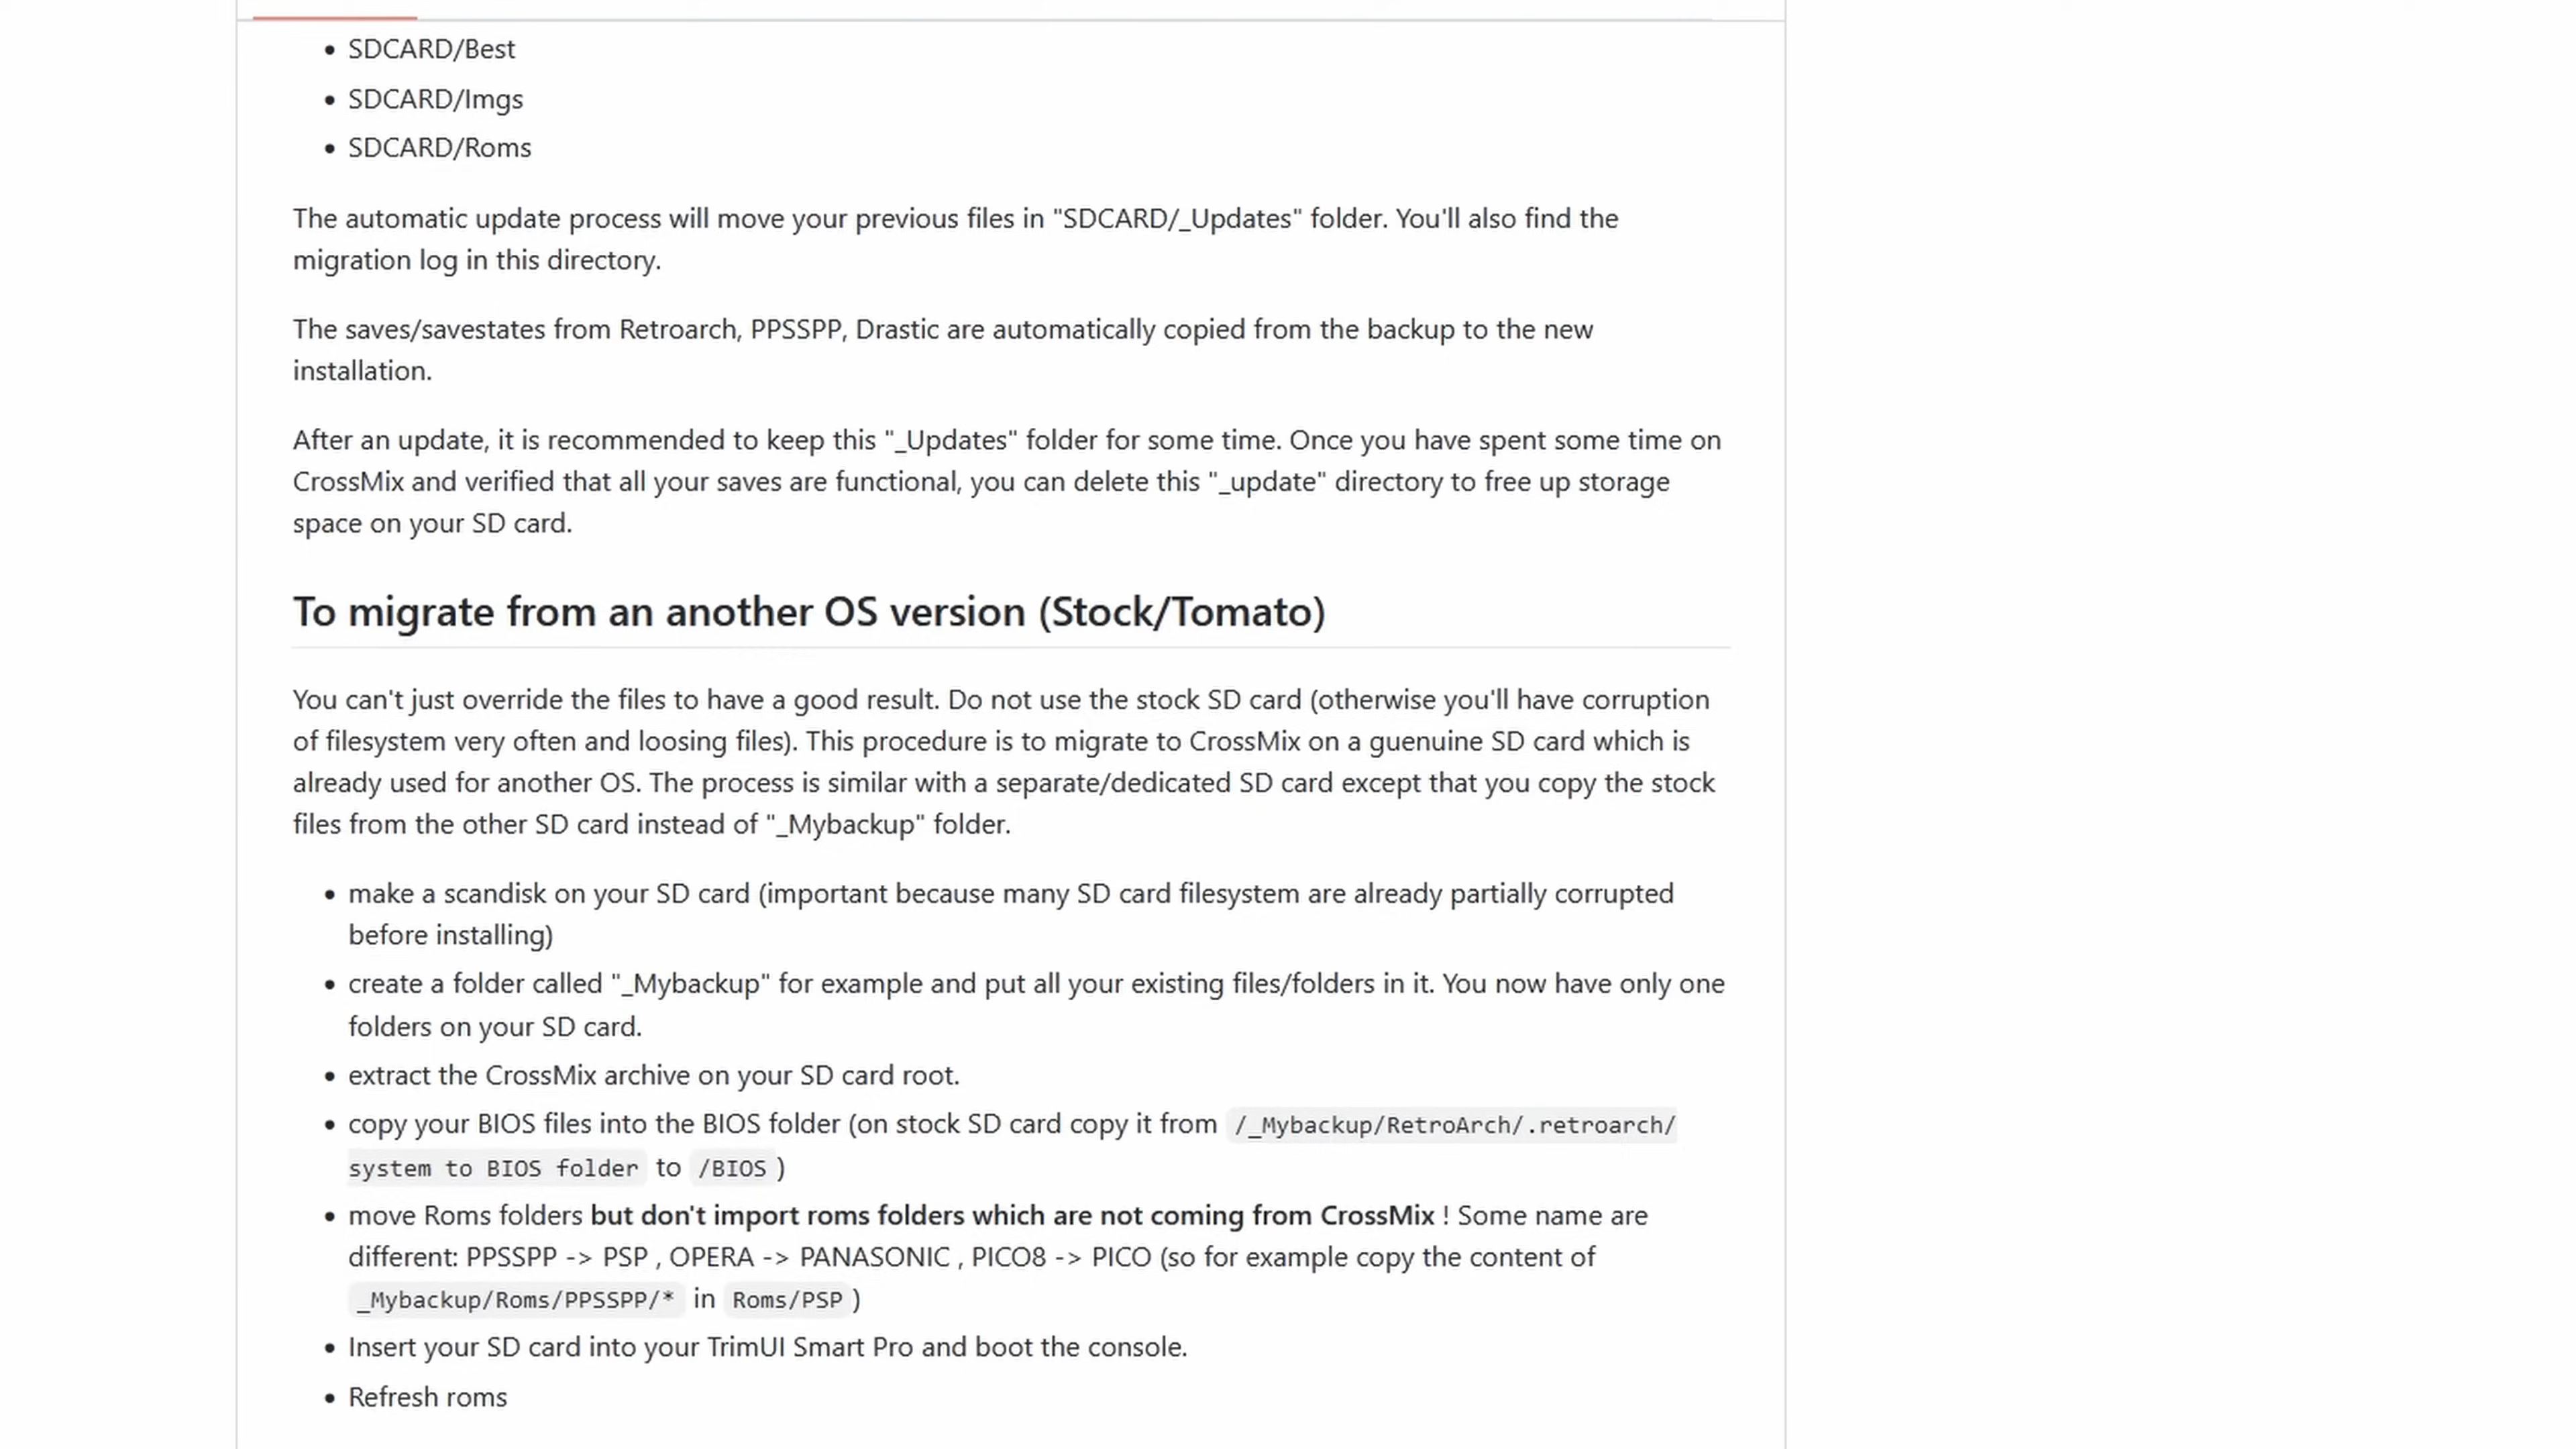 SDCARD/Best
SDCARD/Imgs
SDCARD/Roms
The automatic update process will move your previous files in "SDCARD/_Updates" folder. You'll also find the
migration log in this directory.
The saves/savestates from Retroarch, PPSSPP, Drastic are automatically copied from the backup to the new
installation.
After an update, it is recommended to keep this "_Updates" folder for some time. Once you have spent some time on
CrossMix and verified that all your saves are functional, you can delete this "_update" directory to free up storage
space on your SD card.
To migrate from an another OS version (Stock/Tomato)
You can't just override the files to have a good result. Do not use the stock SD card (otherwise you'll have corruption
of filesystem very often and loosing files). This procedure is to migrate to CrossMix on a guenuine SD card which is
already used for another OS. The process is similar with a separate/dedicated SD card except that you copy the stock
files from the other SD card instead of "_Mybackup" folder.
make a scandisk on your SD card (important because many SD card filesystem are already partially corrupted
before installing)
create a folder called "_Mybackup" for example and put all your existing files/folders in it. You now have only one
folders on your SD card.
extract the CrossMix archive on your SD card root.
copy your BIOS files into the BIOS folder (on stock SD card copy it from /_Mybackup/RetroArch/.retroarch/
system to BIOS folder to /BIOS )
move Roms folders but don't import roms folders which are not coming from CrossMix ! Some name are
different: PPSSPP -> PSP , OPERA -> PANASONIC , PICO8 -> PICO (so for example copy the content of
_Mybackup/Roms/PPSSPP/* in Roms/PSP )
Insert your SD card into your TrimUI Smart Pro and boot the console.
Refresh roms